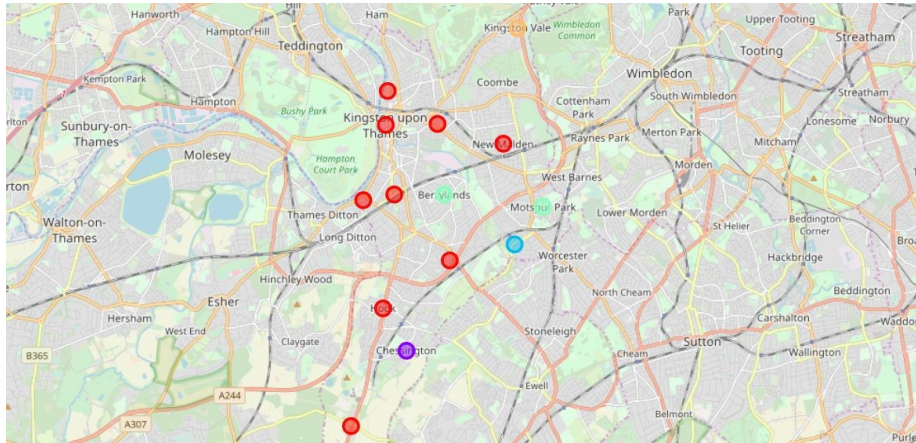 Hanworth
Hill
Ham
Kingston Vale
Wimbledon
Common
Park
Upper Tooting
Hampton Hill
Teddington
Streatham
Tooting
Kempton Park
Coombe
Wimbledon
Hampton
Bushy Park
Cottenham
Park
South Wimbledon
Streatham
Sunbury-on-
Thames
Kingston upon
Thames
Lonesome
Norbury
New Malden
Raynes Park
Merton Park
Mitcham
Molesey
Hampton
Court Park
Morden
West Barnes
Berrylands
Walton-on-
Thames
Thames Ditton
Motspur Park
Lower Morden
St Helier
Beddington
Corner
Long Ditton
Worcester
Park
Hackbridge
Hinchley Wood
Esher
North Cheam
Beddington
Hersham
Hook
Carshalton
West End
Stoneleigh
Claygate
Chessington
Sutton
Wallington
B365
Cheam
Ewell
A244
Belmont
A307